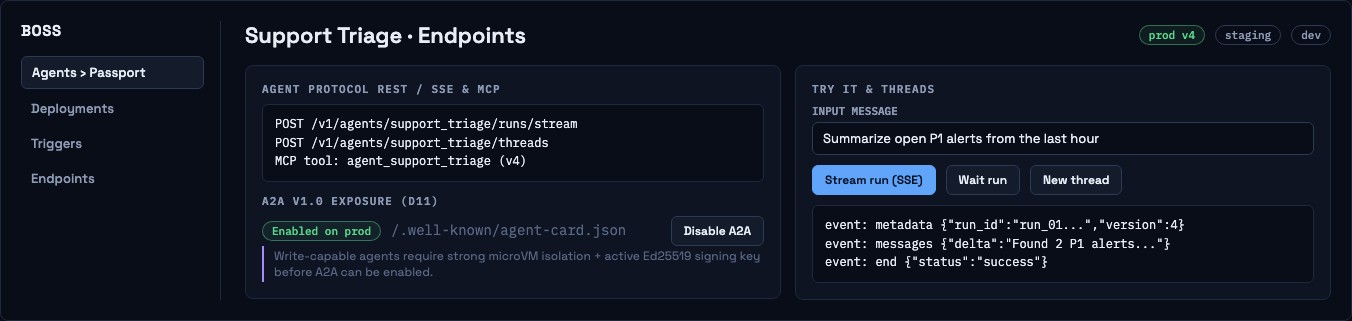 BOSS
Agents > Passport
Deployments
Triggers
Endpoints
Support Triage · Endpoints
prod v4
staging
dev
AGENT PROTOCOL REST / SSE & MCP
POST /v1/agents/support_triage/runs/stream
POST /v1/agents/support_triage/threads
MCP tool: agent_support_triage (v4)
A2A V1.0 EXPOSURE (D11)
Enabled on prod
/.well-known/agent-card.json
Disable A2A
Write-capable agents require strong microVM isolation + active Ed25519 signing key
before A2A can be enabled.
TRY IT & THREADS
INPUT MESSAGE
Summarize open P1 alerts from the last hour
Stream run (SSE)
Wait run
New thread
event: metadata {"run_id":"run_01...","version":4}
event: messages {"delta":"Found 2 P1 alerts..."}
event: end {"status":"success"}